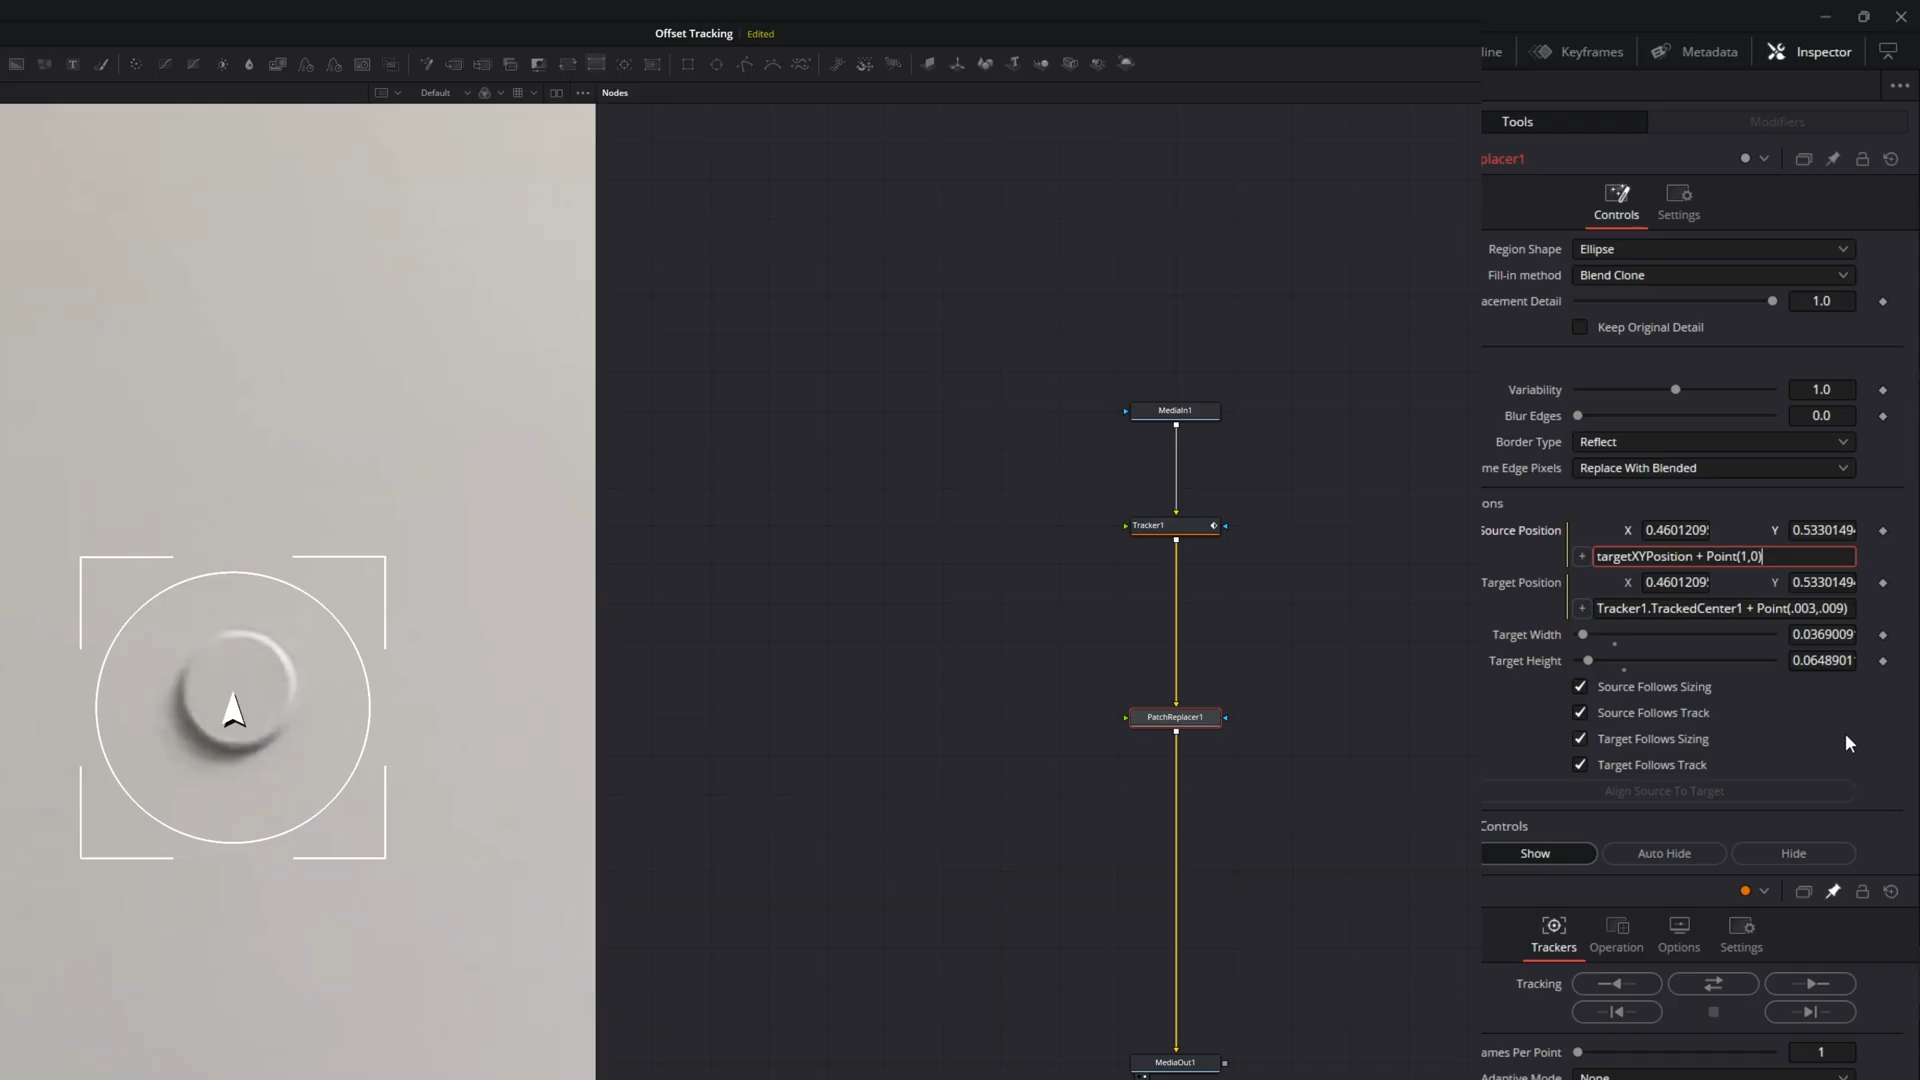 Offset Tracking Edited
line Keyframes Metadata Inspector
Default
Nodes
Tools Modifiers
placer1
Controls Settings
Region Shape Ellipse
Fill-in method Blend Clone
acement Detail 1.0
Keep Original Detail
Variability 1.0
Blur Edges 0.0
Border Type Reflect
me Edge Pixels Replace With Blended
ons
Source Position X 0.4601209 Y 0.5330149
targetXYPosition + Point(1,0)
Target Position X 0.4601209 Y 0.5330149
Tracker1.TrackedCenter1 + Point(.003,.009)
Target Width 0.0369009
Target Height 0.0648901
Source Follows Sizing
Source Follows Track
Target Follows Sizing
Target Follows Track
Align Source To Target
Controls
Show Auto Hide Hide
Trackers Operation Options Settings
Tracking
ames Per Point 1
Adaptive Mode None
MediaIn1
Tracker1
PatchReplacer1
MediaOut1